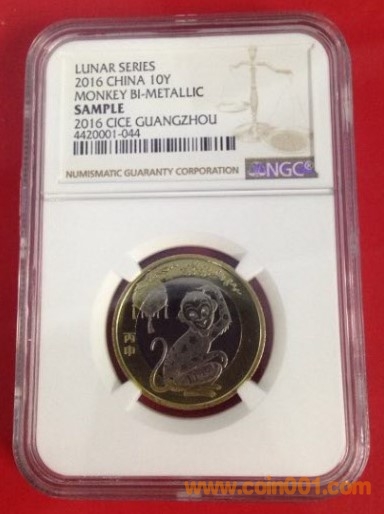 LUNAR SERIES
2016 CHINA 10Y
MONKEY BI-METALLIC
SAMPLE
2016 CICE GUANGZHOU
4420001-044
NUMISMATIC GUARANTY CORPORATION
NGC®
丙申
www.coin001.com